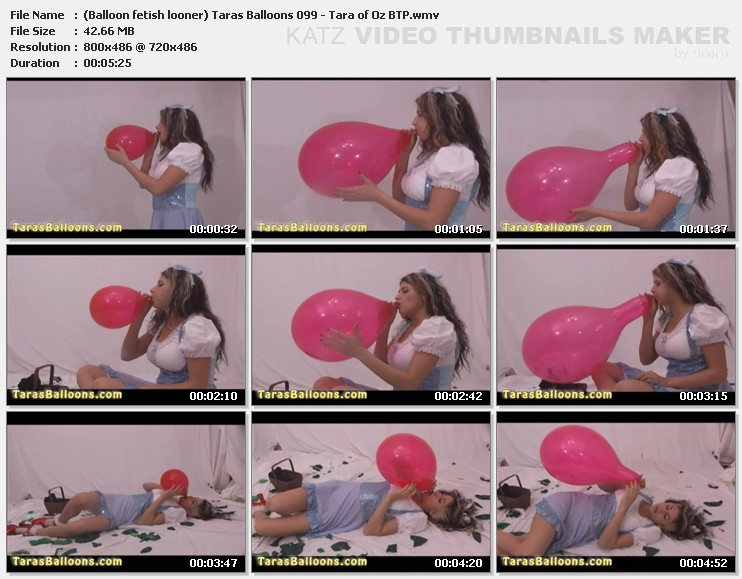 File Name : (Balloon fetish looner) Taras Balloons 099 - Tara of Oz BTP.wmv
File Size : 42.66 MB
Resolution : 800x486 @ 720x486
Duration : 00:05:25
KATZ VIDEO THUMBNAILS MAKER
by Scorp
TarasBalloons.com 00:00:32
TarasBalloons.com 00:01:05
TarasBalloons.com 00:01:37
TarasBalloons.com 00:02:10
TarasBalloons.com 00:02:42
TarasBalloons.com 00:03:15
TarasBalloons.com 00:03:47
TarasBalloons.com 00:04:20
TarasBalloons.com 00:04:52